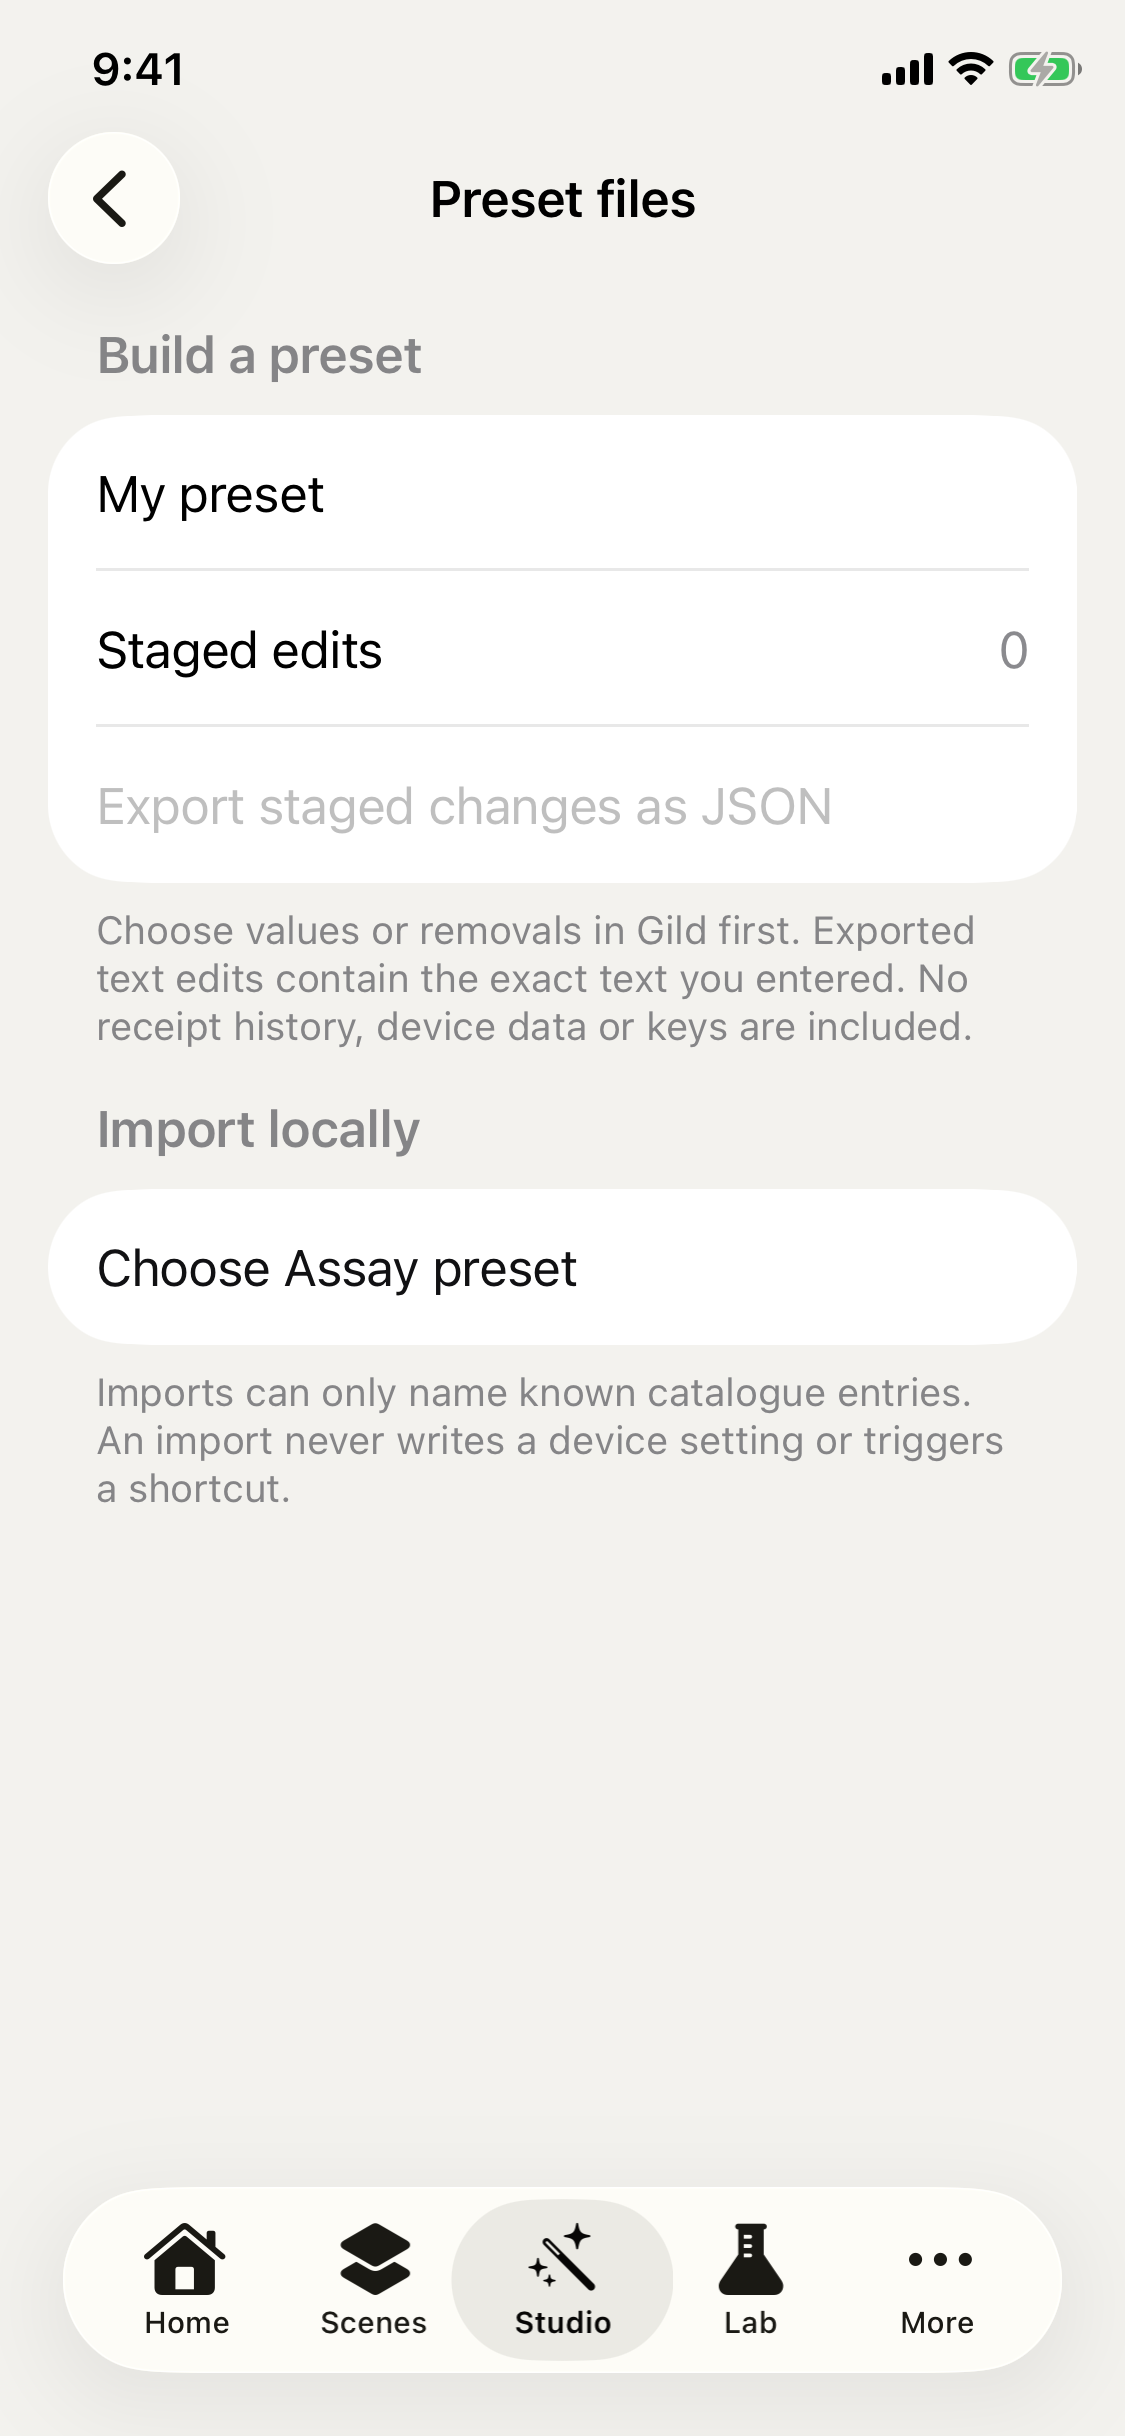 9:41
Preset files
Build a preset
My preset
Staged edits 0
Export staged changes as JSON
Choose values or removals in Gild first. Exported
text edits contain the exact text you entered. No
receipt history, device data or keys are included.
Import locally
Choose Assay preset
Imports can only name known catalogue entries.
An import never writes a device setting or triggers
a shortcut.
Home Scenes Studio Lab More